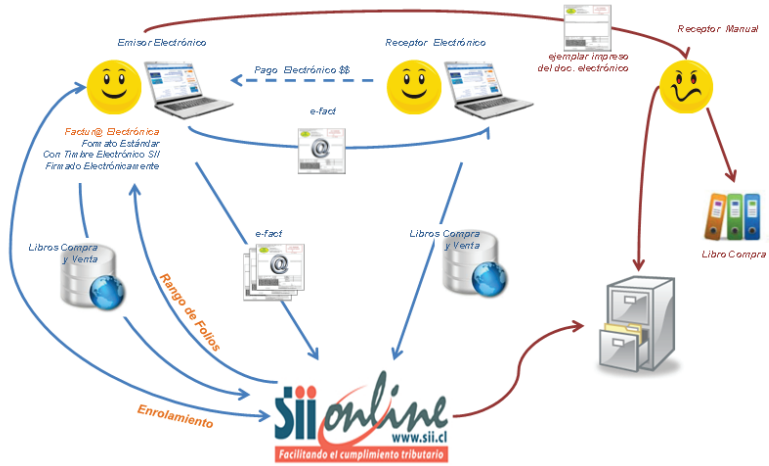 Emisor Electrónico
Receptor Electrónico
ejemplar impreso
del doc. electrónico
Receptor Manual
Pago Electrónico $$
e-fact
@
Factur@ Electrónica
Formato Estándar
Con Timbre Electrónico SII
Firmado Electrónicamente
Libros Compra
y Venta
e-fact
@
Libros Compra
y Venta
Libro Compra
Rango de Folios
Enrolamiento
Sii online
www.sii.cl
Facilitando el cumplimiento tributario